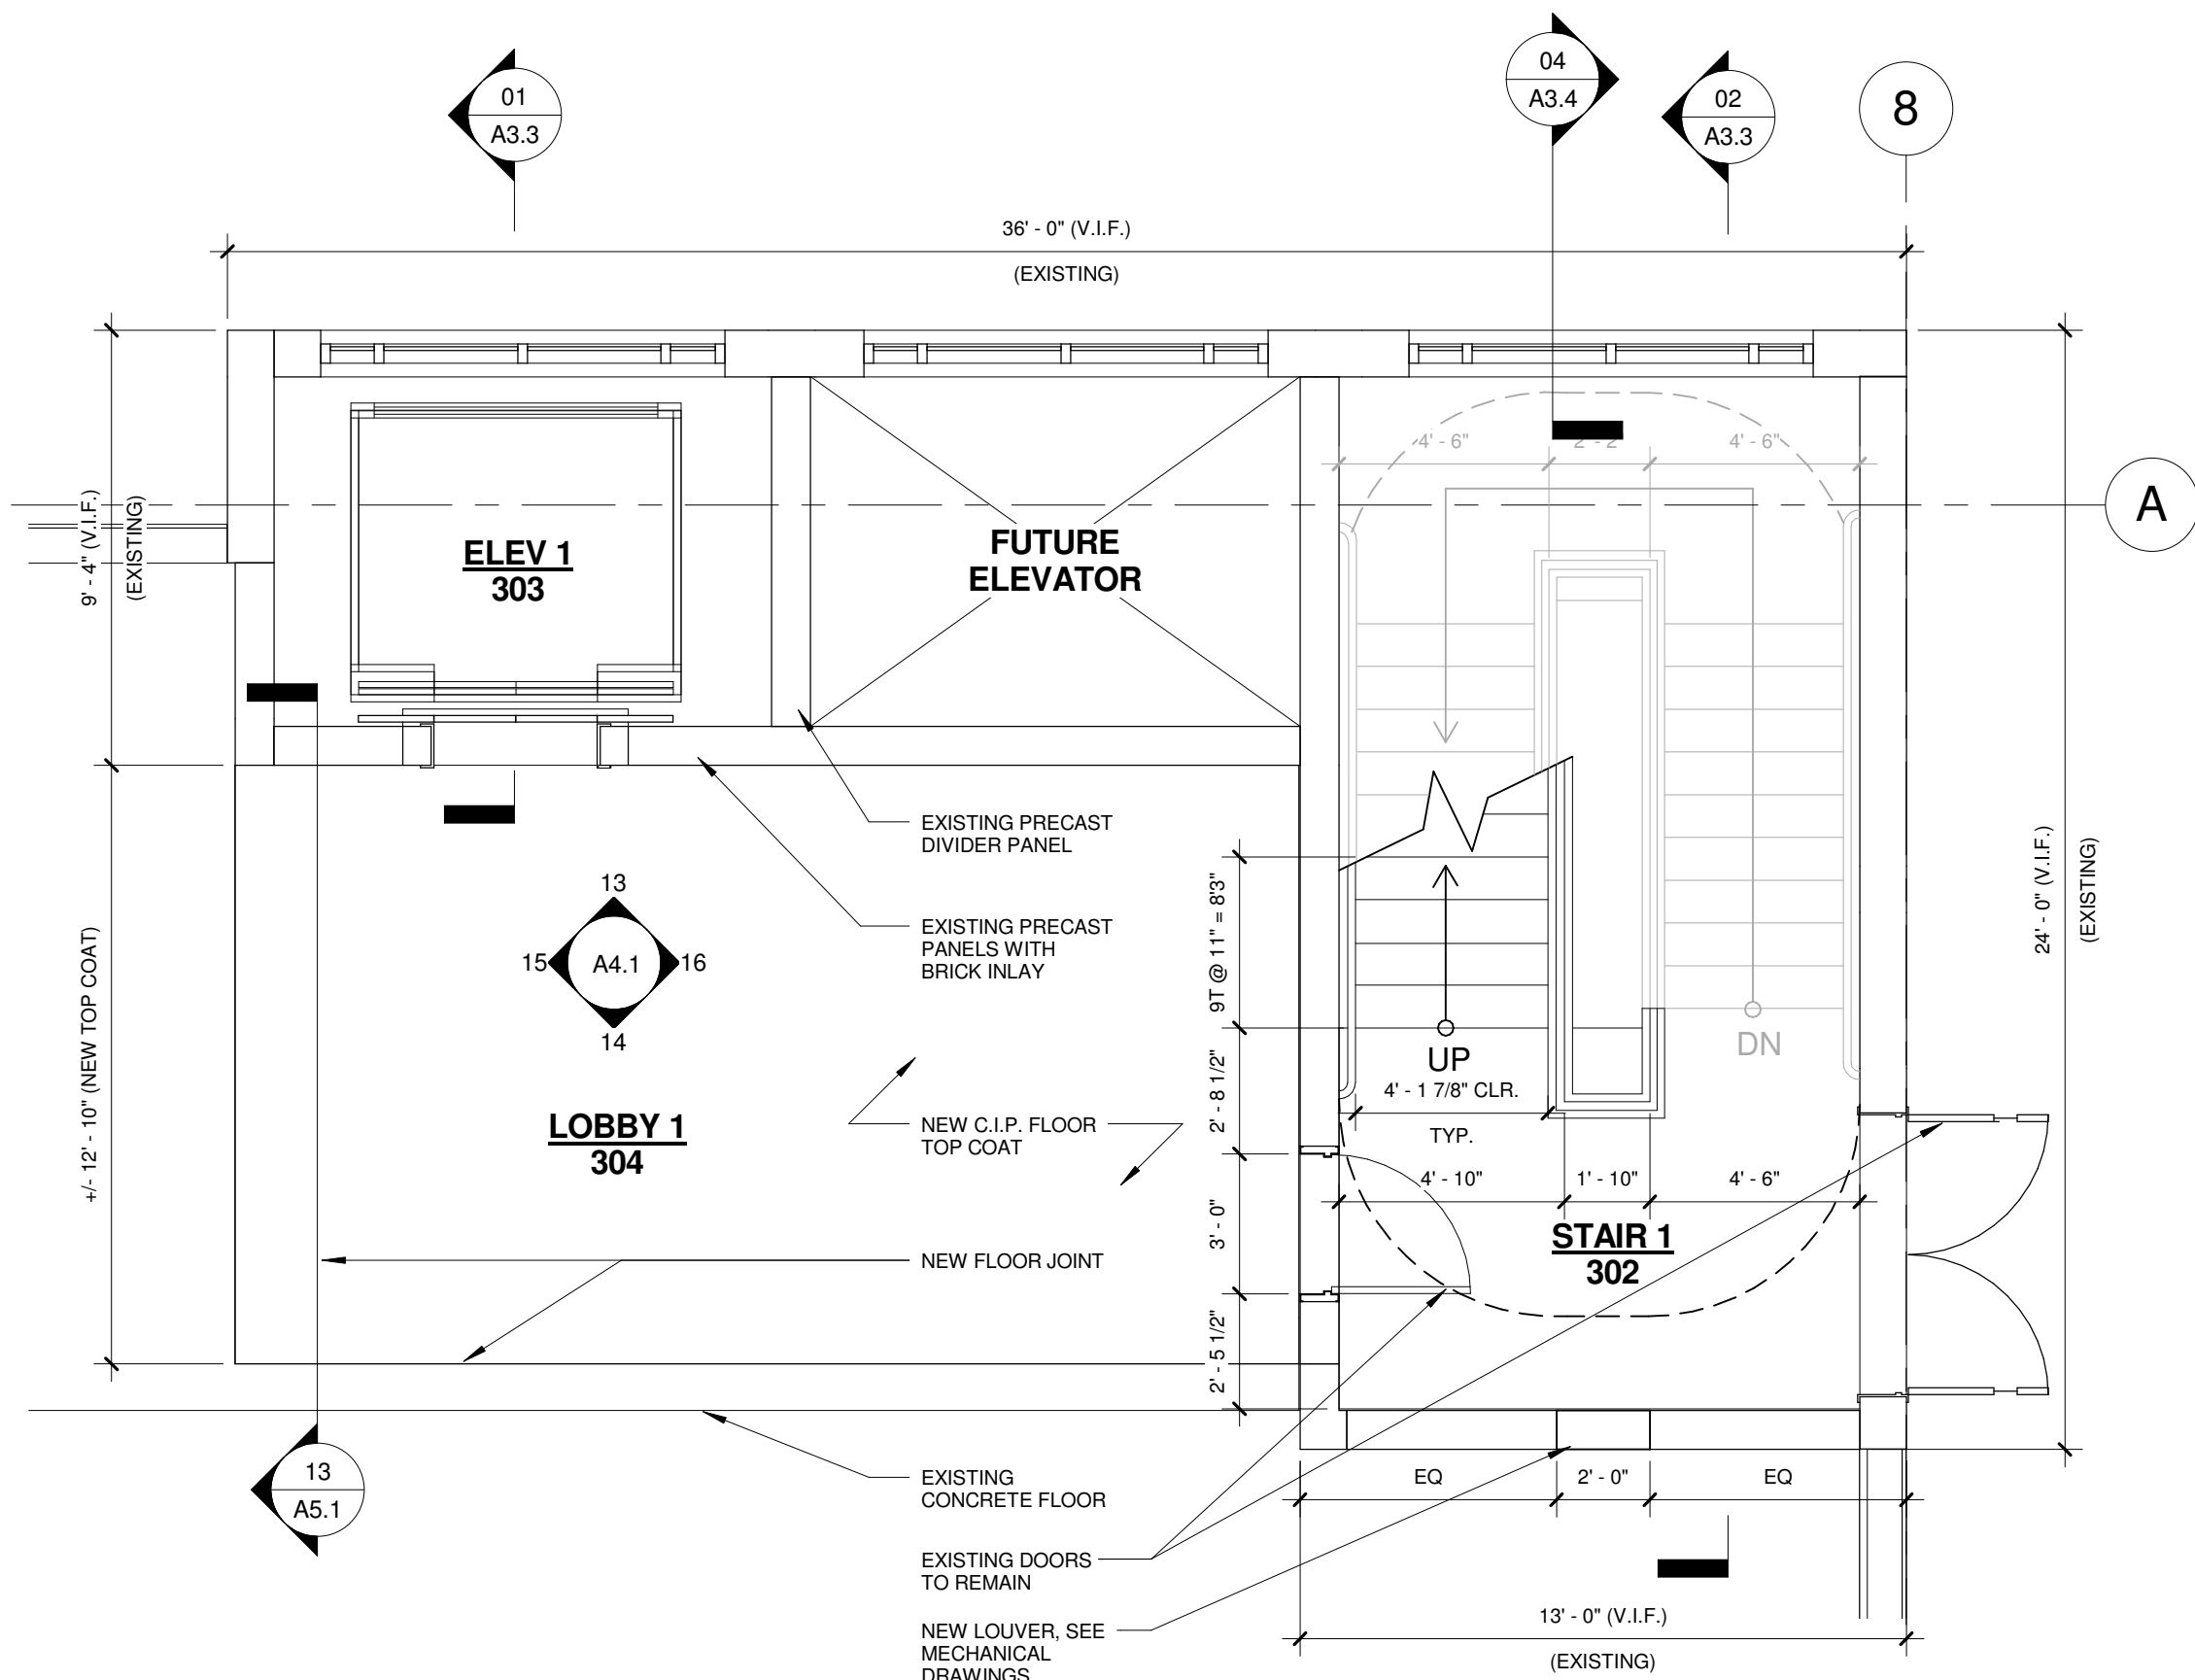 01
A3.3
04
A3.4
02
A3.3
8
36' - 0" (V.I.F.)
(EXISTING)
4' - 6"
2' - 2"
4' - 6"
A
9' - 4" (V.I.F.)
(EXISTING)
ELEV 1
303
FUTURE
ELEVATOR
EXISTING PRECAST
DIVIDER PANEL
EXISTING PRECAST
PANELS WITH
BRICK INLAY
13
15
A4.1
16
14
9T @ 11" = 8'3"
24' - 0" (V.I.F.)
(EXISTING)
+/- 12' - 10" (NEW TOP COAT)
UP
DN
4' - 1 7/8" CLR.
TYP.
2' - 8 1/2"
NEW C.I.P. FLOOR
TOP COAT
LOBBY 1
304
4' - 10"
1' - 10"
4' - 6"
3' - 0"
STAIR 1
302
NEW FLOOR JOINT
2' - 5 1/2"
13
A5.1
EXISTING
CONCRETE FLOOR
EQ
2' - 0"
EQ
EXISTING DOORS
TO REMAIN
NEW LOUVER, SEE
MECHANICAL
DRAWINGS
13' - 0" (V.I.F.)
(EXISTING)